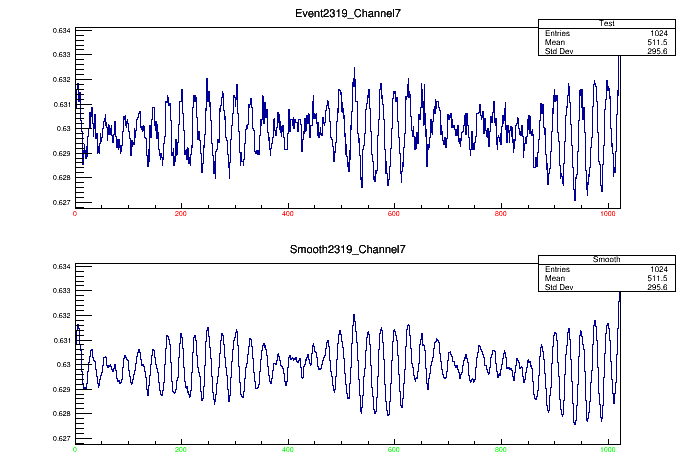 Event2319_Channel7
Test
Entries 1024
Mean 511.5
Std Dev 295.6
0.634
0.633
0.632
0.631
0.63
0.629
0.628
0.627
0 200 400 600 800 1000
Smooth2319_Channel7
Smooth
Entries 1024
Mean 511.5
Std Dev 295.6
0.634
0.633
0.632
0.631
0.63
0.629
0.628
0.627
0 200 400 600 800 1000